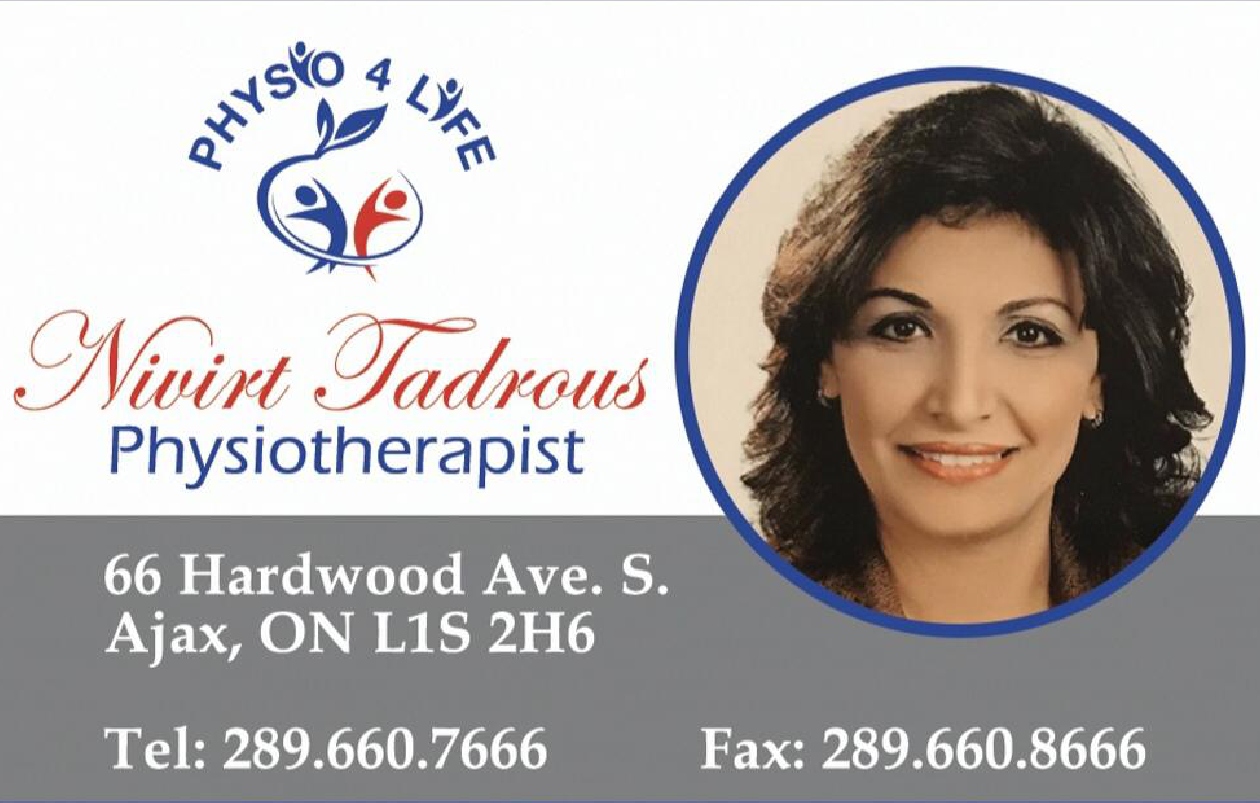 PHYSIO 4 LIFE
Nivirt Tadrous
Physiotherapist
66 Hardwood Ave. S.
Ajax, ON L1S 2H6
Tel: 289.660.7666
Fax: 289.660.8666